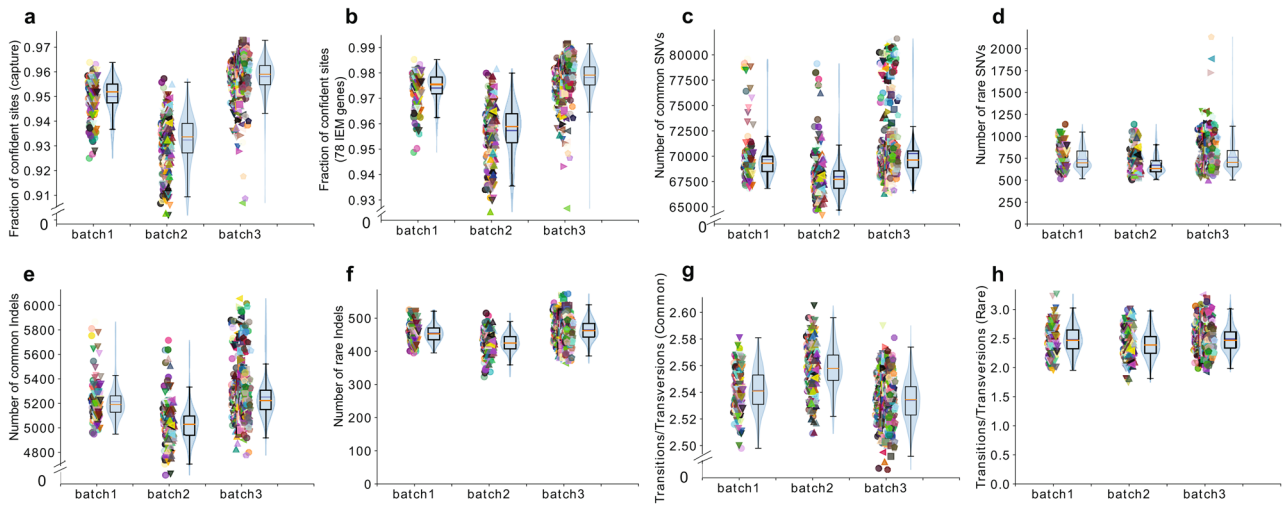 a
Fraction of confident sites (capture)
0.97
0.96
0.95
0.94
0.93
0.92
0.91
0
batch1
batch2
batch3
b
Fraction of confident sites
(78 IEM genes)
0.99
0.98
0.97
0.96
0.95
0.94
0.93
0
batch1
batch2
batch3
c
Number of common SNVs
80000
77500
75000
72500
70000
67500
65000
0
batch1
batch2
batch3
d
Number of rare SNVs
2000
1750
1500
1250
1000
750
500
250
0
batch1
batch2
batch3
e
Number of common Indels
6000
5800
5600
5400
5200
5000
4800
0
batch1
batch2
batch3
f
Number of rare Indels
500
400
300
200
100
0
batch1
batch2
batch3
g
Transitions/Transversions (Common)
2.60
2.58
2.56
2.54
2.52
2.50
0
batch1
batch2
batch3
h
Transitions/Transversions (Rare)
3.0
2.5
2.0
1.5
1.0
0.5
0.0
batch1
batch2
batch3